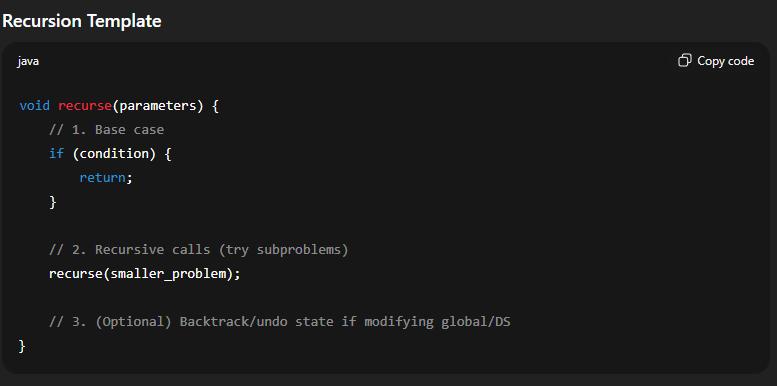 Recursion Template
java
Copy code
void recurse(parameters) {
    // 1. Base case
    if (condition) {
        return;
    }
    // 2. Recursive calls (try subproblems)
    recurse(smaller_problem);
    // 3. (Optional) Backtrack/undo state if modifying global/DS
}